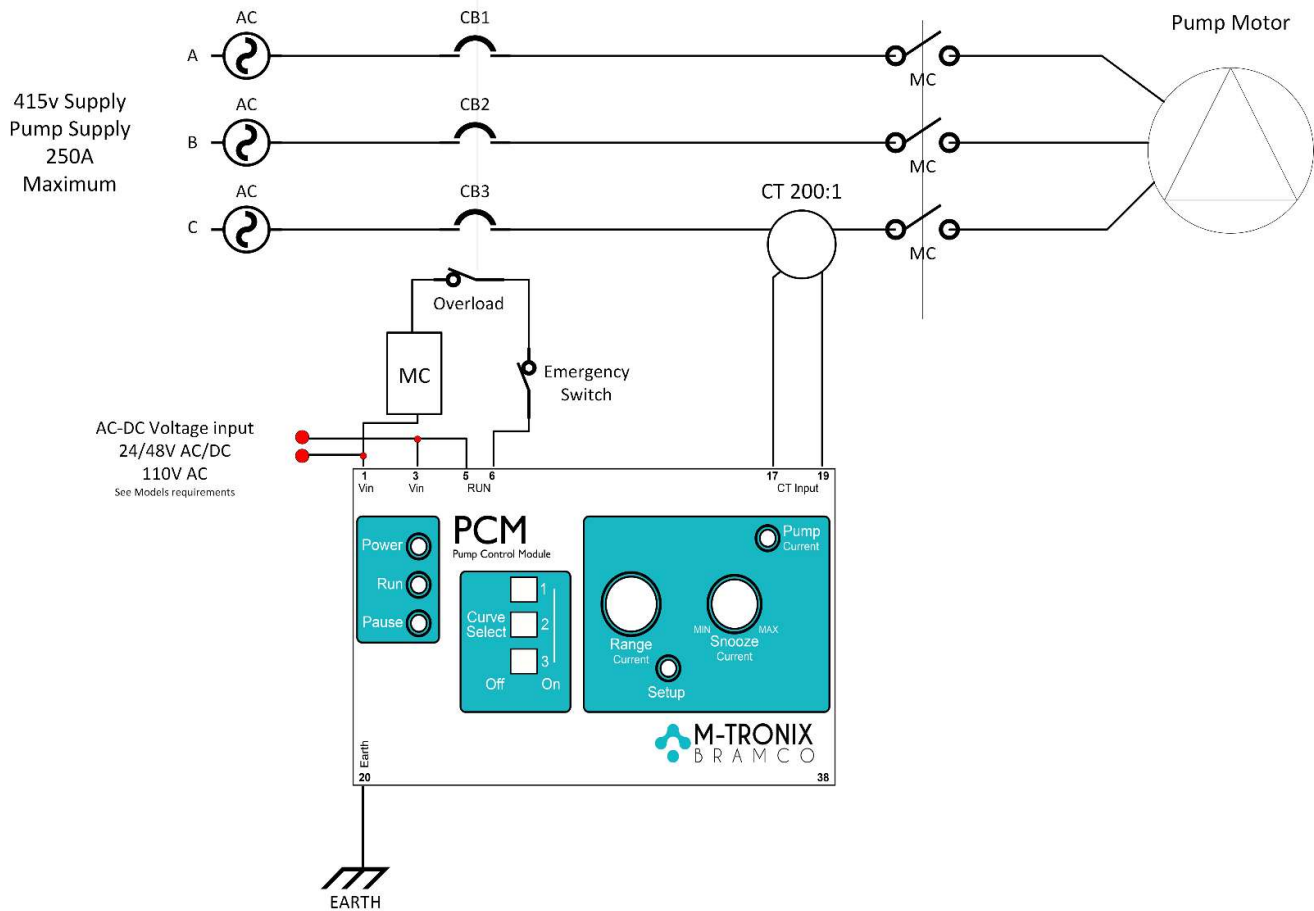 AC
CB1
Pump Motor
A
MC
415v Supply
Pump Supply
250A
Maximum
AC
CB2
B
MC
AC
CB3
CT 200:1
C
MC
Overload
MC
Emergency
Switch
AC-DC Voltage input
24/48V AC/DC
110V AC
See Models requirements
1 3 5 6 17 19
Vin Vin RUN CT Input
PCM
Pump Control Module
Power
Run
Pause
1
Curve
Select
2
3
Off On
Pump
Current
Range
Current
MIN MAX
Snooze
Current
Setup
M-TRONIX
BRAMCO
Earth
20 38
EARTH